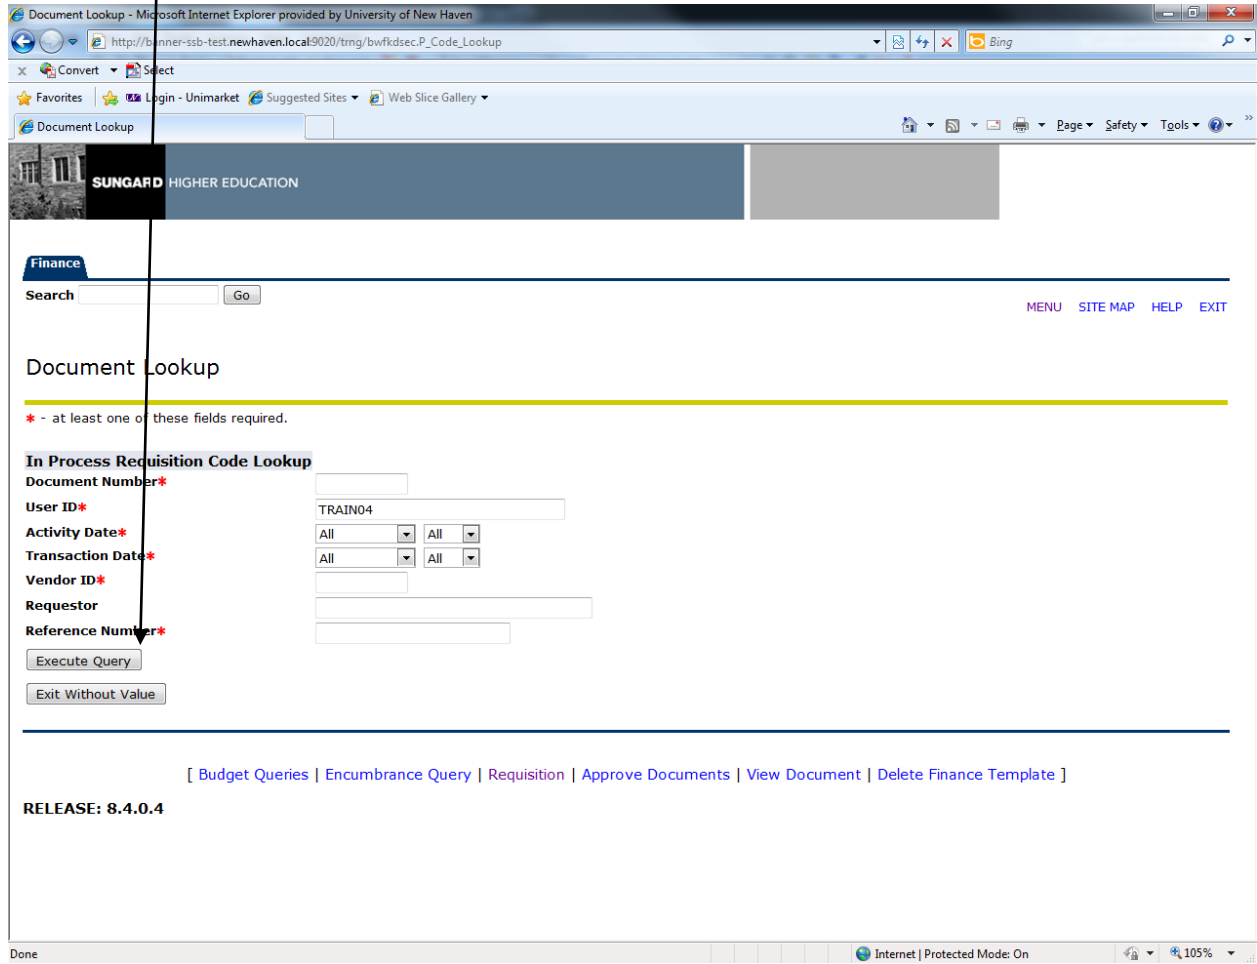 Document Lookup - Microsoft Internet Explorer provided by University of New Haven
http://banner-ssb-test.newhaven.local:9020/trng/bwfkdsec.P_Code_Lookup
Bing
x Convert Select
Favorites Login - Unimarket Suggested Sites Web Slice Gallery
Document Lookup
Page Safety Tools »
SUNGARD HIGHER EDUCATION
Finance
Search Go
MENU SITE MAP HELP EXIT
Document Lookup
* - at least one of these fields required.
In Process Requisition Code Lookup
Document Number*
User ID* TRAIN04
Activity Date* All All
Transaction Date* All All
Vendor ID*
Requestor
Reference Number*
Execute Query
Exit Without Value
[ Budget Queries | Encumbrance Query | Requisition | Approve Documents | View Document | Delete Finance Template ]
RELEASE: 8.4.0.4
Done Internet | Protected Mode: On 105%